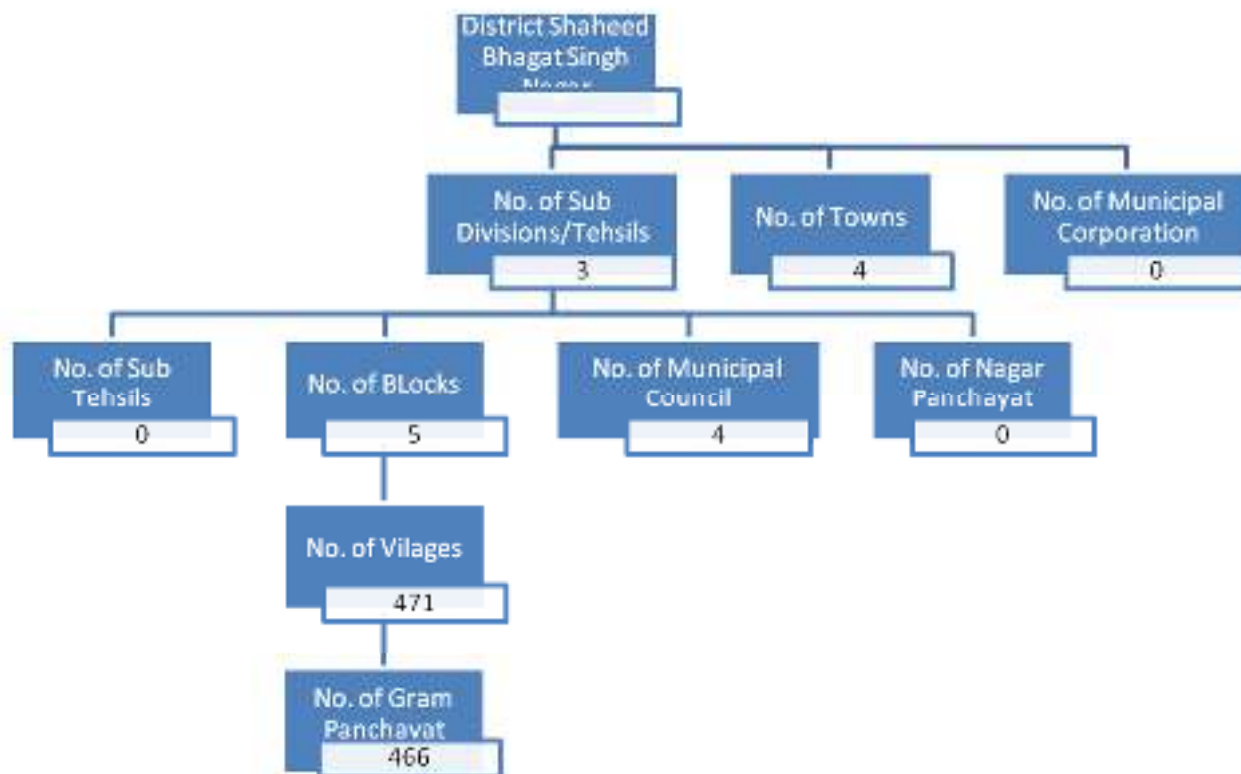 District Shaheed
Bhagat Singh
Nagar
No. of Sub
Divisions/Tehsils
3
No. of Towns
4
No. of Municipal
Corporation
0
No. of Sub
Tehsils
0
No. of BLocks
5
No. of Municipal
Council
4
No. of Nagar
Panchayat
0
No. of Vilages
471
No. of Gram
Panchayat
466